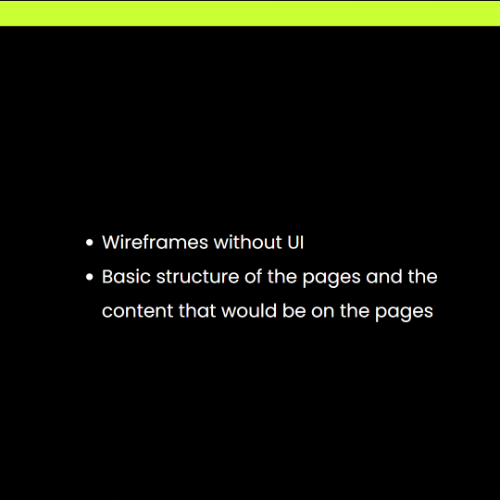 • Wireframes without UI
• Basic structure of the pages and the
content that would be on the pages